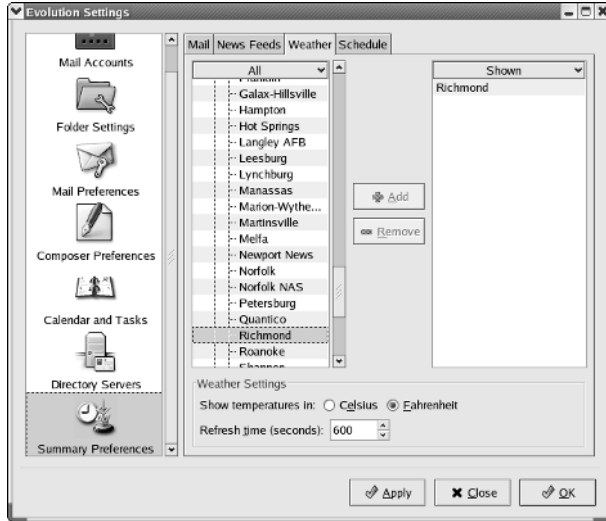 Evolution Settings
Mail Accounts
Folder Settings
Mail Preferences
Composer Preferences
Calendar and Tasks
Directory Servers
Summary Preferences
Mail News Feeds Weather Schedule
All
Franklin
Galax-Hillsville
Hampton
Hot Springs
Langley AFB
Leesburg
Lynchburg
Manassas
Marion-Wythe...
Martinsville
Melfa
Newport News
Norfolk
Norfolk NAS
Petersburg
Quantico
Richmond
Roanoke
Shannon
Add
Remove
Shown
Richmond
Weather Settings
Show temperatures in: Celsius Fahrenheit
Refresh time (seconds): 600
Apply Close OK